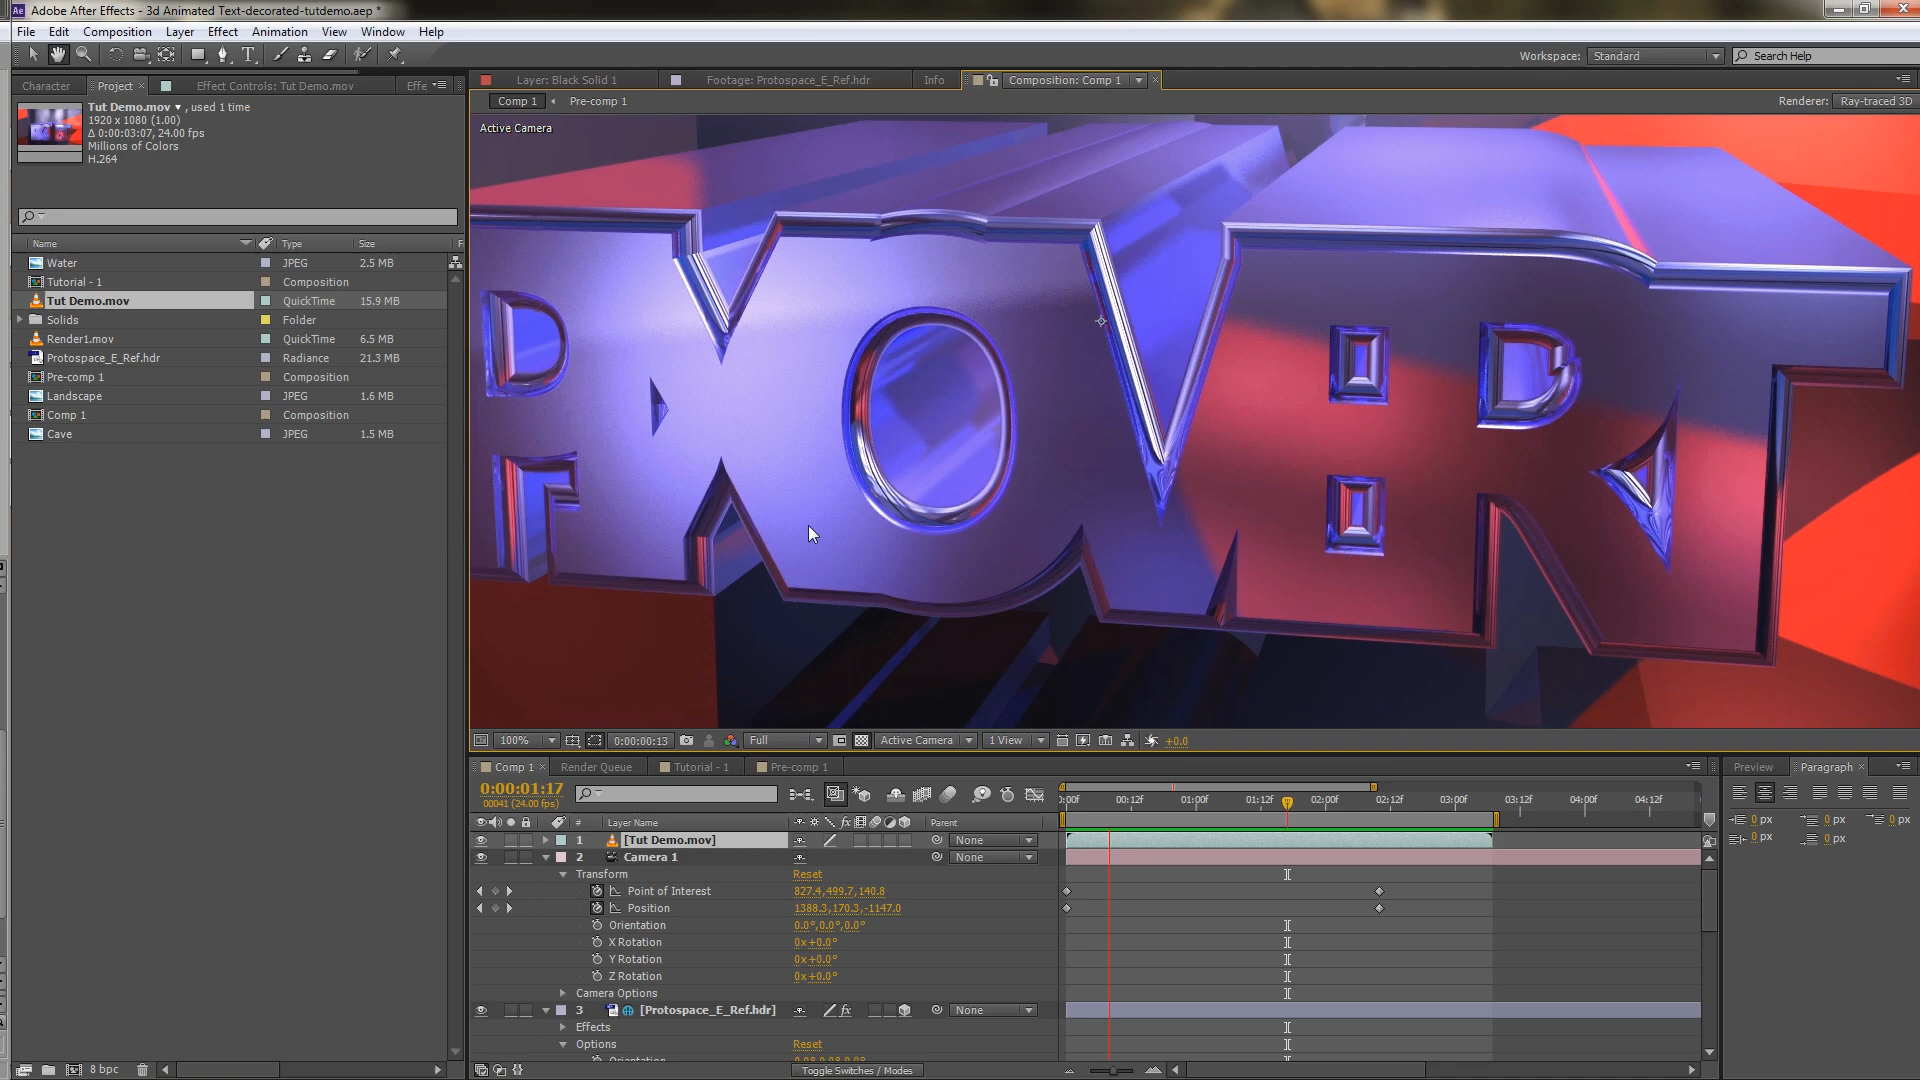 Adobe After Effects - 3d Animated Text-decorated-tutdemo.aep *
File Edit Composition Layer Effect Animation View Window Help
Workspace: Standard Search Help
Character Project Effect Controls: Tut Demo.mov Effe
Layer: Black Solid 1 Footage: Protospace_E_Ref.hdr Info Composition: Comp 1
Tut Demo.mov , used 1 time
1920 x 1080 (1.00)
Δ 0:00:03:07, 24.00 fps
Millions of Colors
H.264
Comp 1 Pre-comp 1 Renderer: Ray-traced 3D
Active Camera
Name Type Size F
Water JPEG 2.5 MB
Tutorial - 1 Composition
Tut Demo.mov QuickTime 15.9 MB
Solids Folder
Render1.mov QuickTime 6.5 MB
Protospace_E_Ref.hdr Radiance 21.3 MB
Pre-comp 1 Composition
Landscape JPEG 1.6 MB
Comp 1 Composition
Cave JPEG 1.5 MB
100% 0:00:00:13 Full Active Camera 1 View +0.0
Comp 1 Render Queue Tutorial - 1 Pre-comp 1 Preview Paragraph
0:00:01:17
00041 (24.00 fps)
00f 00:12f 01:00f 01:12f 02:00f 02:12f 03:00f 03:12f 04:00f 04:12f
# Layer Name fx Parent
0 px 0 px 0 px
0 px 0 px
1 [Tut Demo.mov] None
2 Camera 1 None
Transform Reset
Point of Interest 827.4,499.7,140.8
Position 1388.3,170.3,-1147.0
Orientation 0.0°,0.0°,0.0°
X Rotation 0x+0.0°
Y Rotation 0x+0.0°
Z Rotation 0x+0.0°
Camera Options
3 [Protospace_E_Ref.hdr] fx None
Effects
Options Reset
8 bpc Toggle Switches / Modes